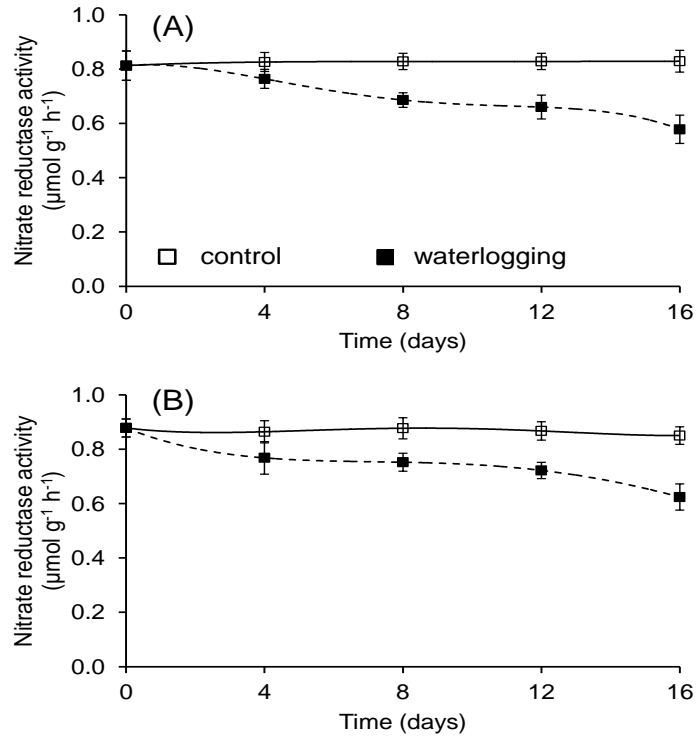 (A)
Nitrate reductase activity
(µmol g⁻¹ h⁻¹)
1.0
0.8
0.6
0.4
0.2
0.0
control
waterlogging
0
4
8
12
16
Time (days)
(B)
Nitrate reductase activity
(µmol g⁻¹ h⁻¹)
1.0
0.8
0.6
0.4
0.2
0.0
0
4
8
12
16
Time (days)